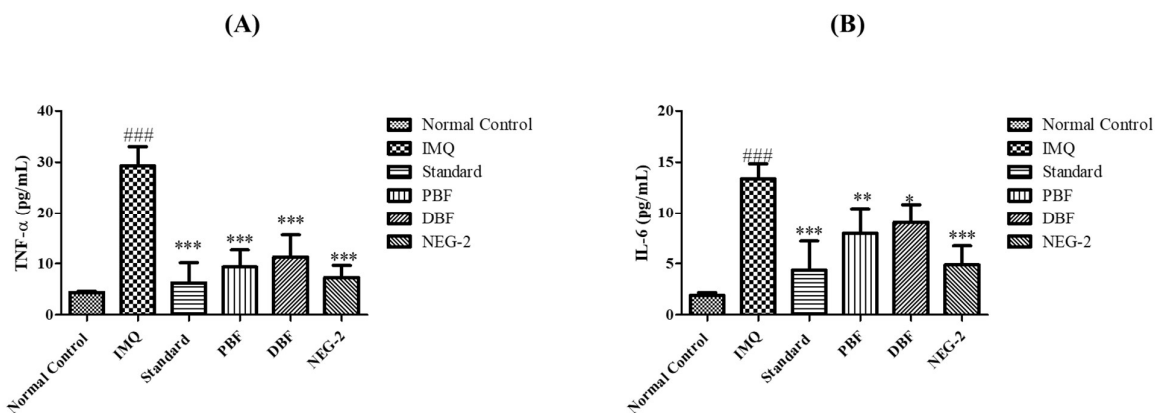 (A)
(B)
TNF-α (pg/mL)
40
30
20
10
0
###
***
***
***
***
Normal Control
IMQ
Standard
PBF
DBF
NEG-2
Normal Control
IMQ
Standard
PBF
DBF
NEG-2
IL-6 (pg/mL)
20
15
10
5
0
###
***
**
*
***
Normal Control
IMQ
Standard
PBF
DBF
NEG-2
Normal Control
IMQ
Standard
PBF
DBF
NEG-2